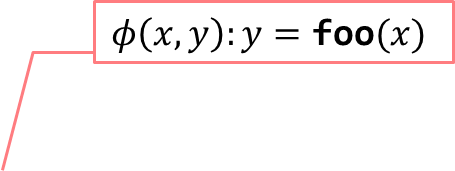 ϕ(x, y): y = foo(x)